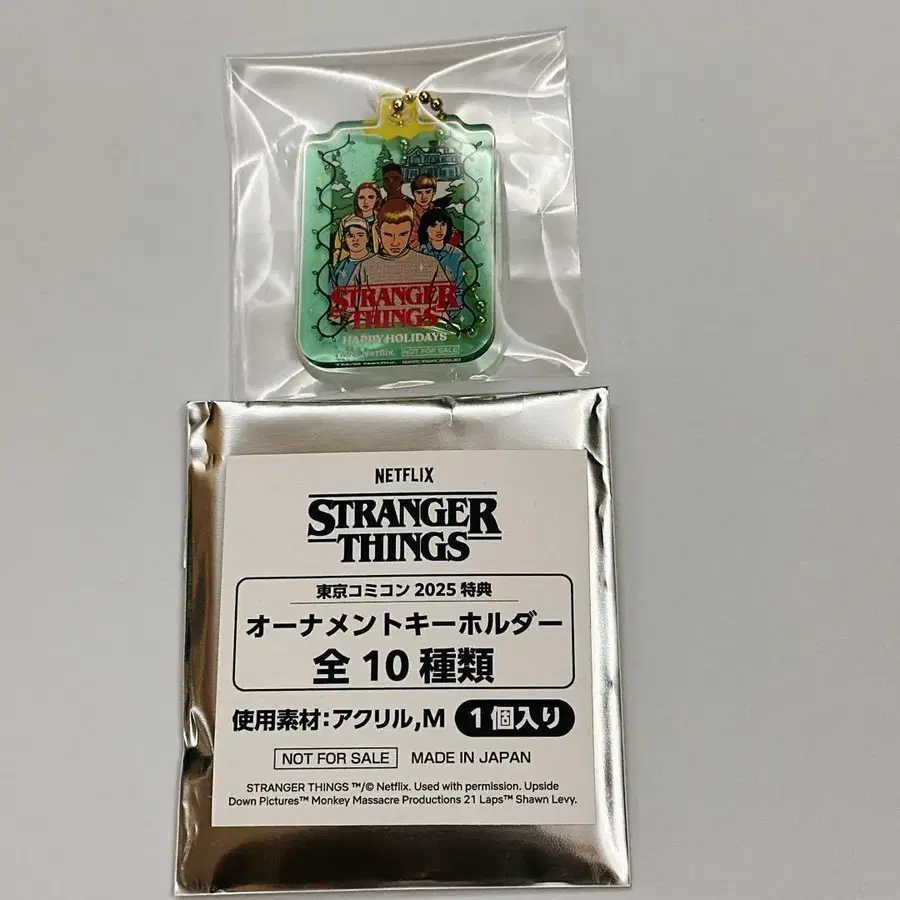 STRANGER
THINGS
HAPPY HOLIDAYS
TM/© Netflix. NOT FOR SALE
NETFLIX
STRANGER
THINGS
東京コミコン 2025 特典
オーナメントキーホルダー
全 10 種類
使用素材:アクリル,M 1個入り
NOT FOR SALE MADE IN JAPAN
STRANGER THINGS ™/© Netflix. Used with permission. Upside
Down Pictures™ Monkey Massacre Productions 21 Laps™ Shawn Levy.